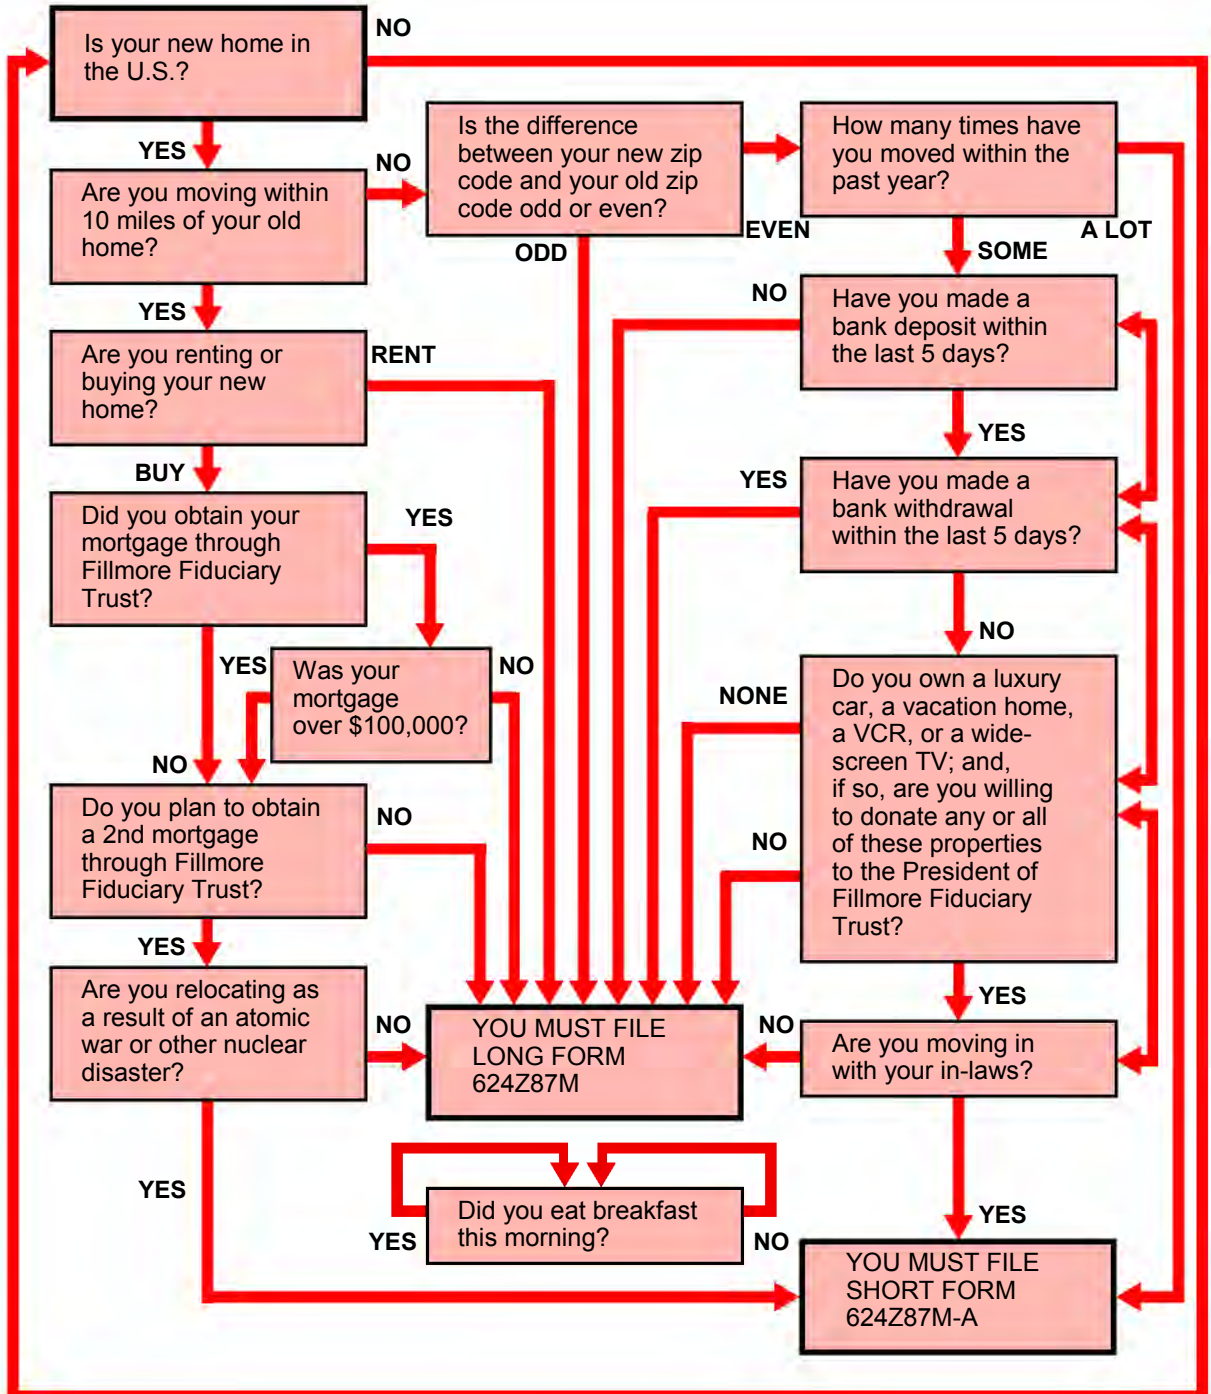 Is your new home in
the U.S.?
NO
YES
Are you moving within
10 miles of your old
home?
NO
Is the difference
between your new zip
code and your old zip
code odd or even?
EVEN
ODD
How many times have
you moved within the
past year?
A LOT
SOME
YES
Are you renting or
buying your new
home?
RENT
BUY
NO
Have you made a
bank deposit within
the last 5 days?
YES
Did you obtain your
mortgage through
Fillmore Fiduciary
Trust?
YES
YES
Have you made a
bank withdrawal
within the last 5 days?
NO
YES
Was your
mortgage
over $100,000?
NO
NO
NONE
Do you own a luxury
car, a vacation home,
a VCR, or a wide-
screen TV; and,
if so, are you willing
to donate any or all
of these properties
to the President of
Fillmore Fiduciary
Trust?
NO
YES
Do you plan to obtain
a 2nd mortgage
through Fillmore
Fiduciary Trust?
NO
YES
Are you relocating as
a result of an atomic
war or other nuclear
disaster?
NO
YES
YOU MUST FILE
LONG FORM
624Z87M
NO
Are you moving in
with your in-laws?
YES
Did you eat breakfast
this morning?
YES
NO
YOU MUST FILE
SHORT FORM
624Z87M-A